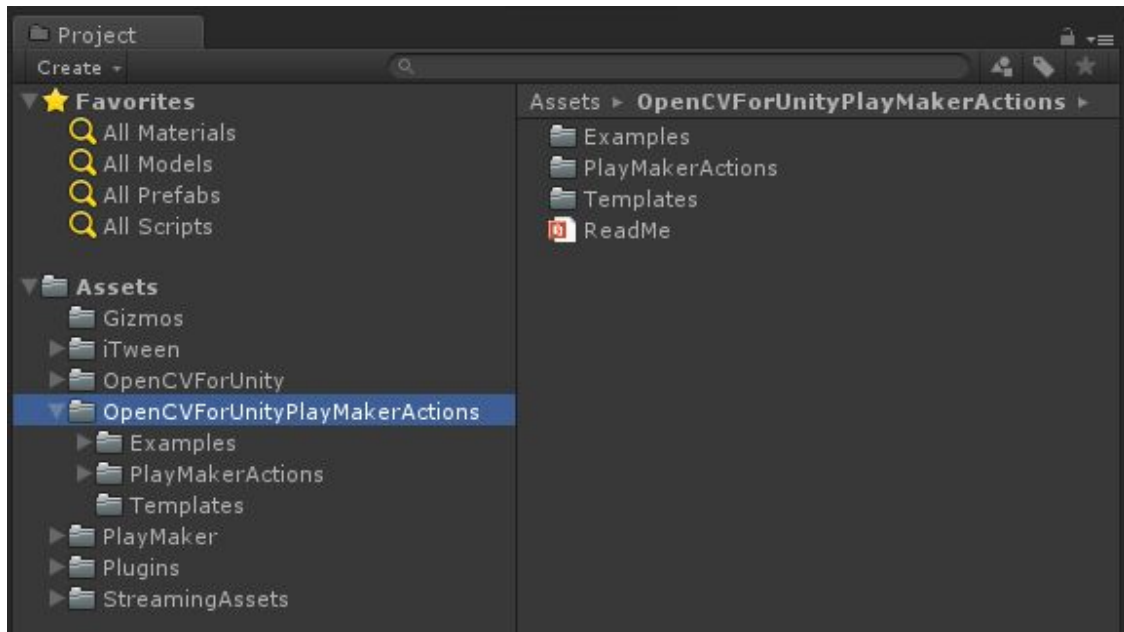 Project
Create
Favorites
All Materials
All Models
All Prefabs
All Scripts
Assets
Gizmos
iTween
OpenCVForUnity
OpenCVForUnityPlayMakerActions
Examples
PlayMakerActions
Templates
PlayMaker
Plugins
StreamingAssets
Assets ▸ OpenCVForUnityPlayMakerActions ▸
Examples
PlayMakerActions
Templates
ReadMe